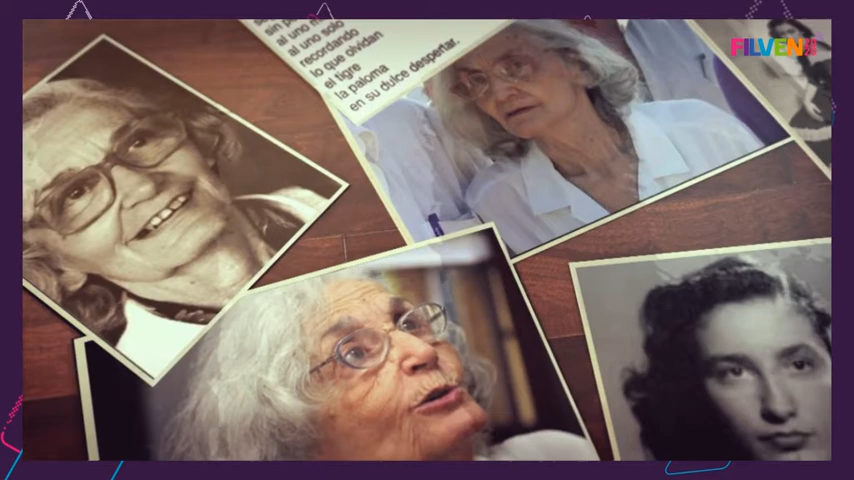 al uno solo
recordando
lo que olvidan
el tigre
la paloma
en su dulce despertar.
FILVEN